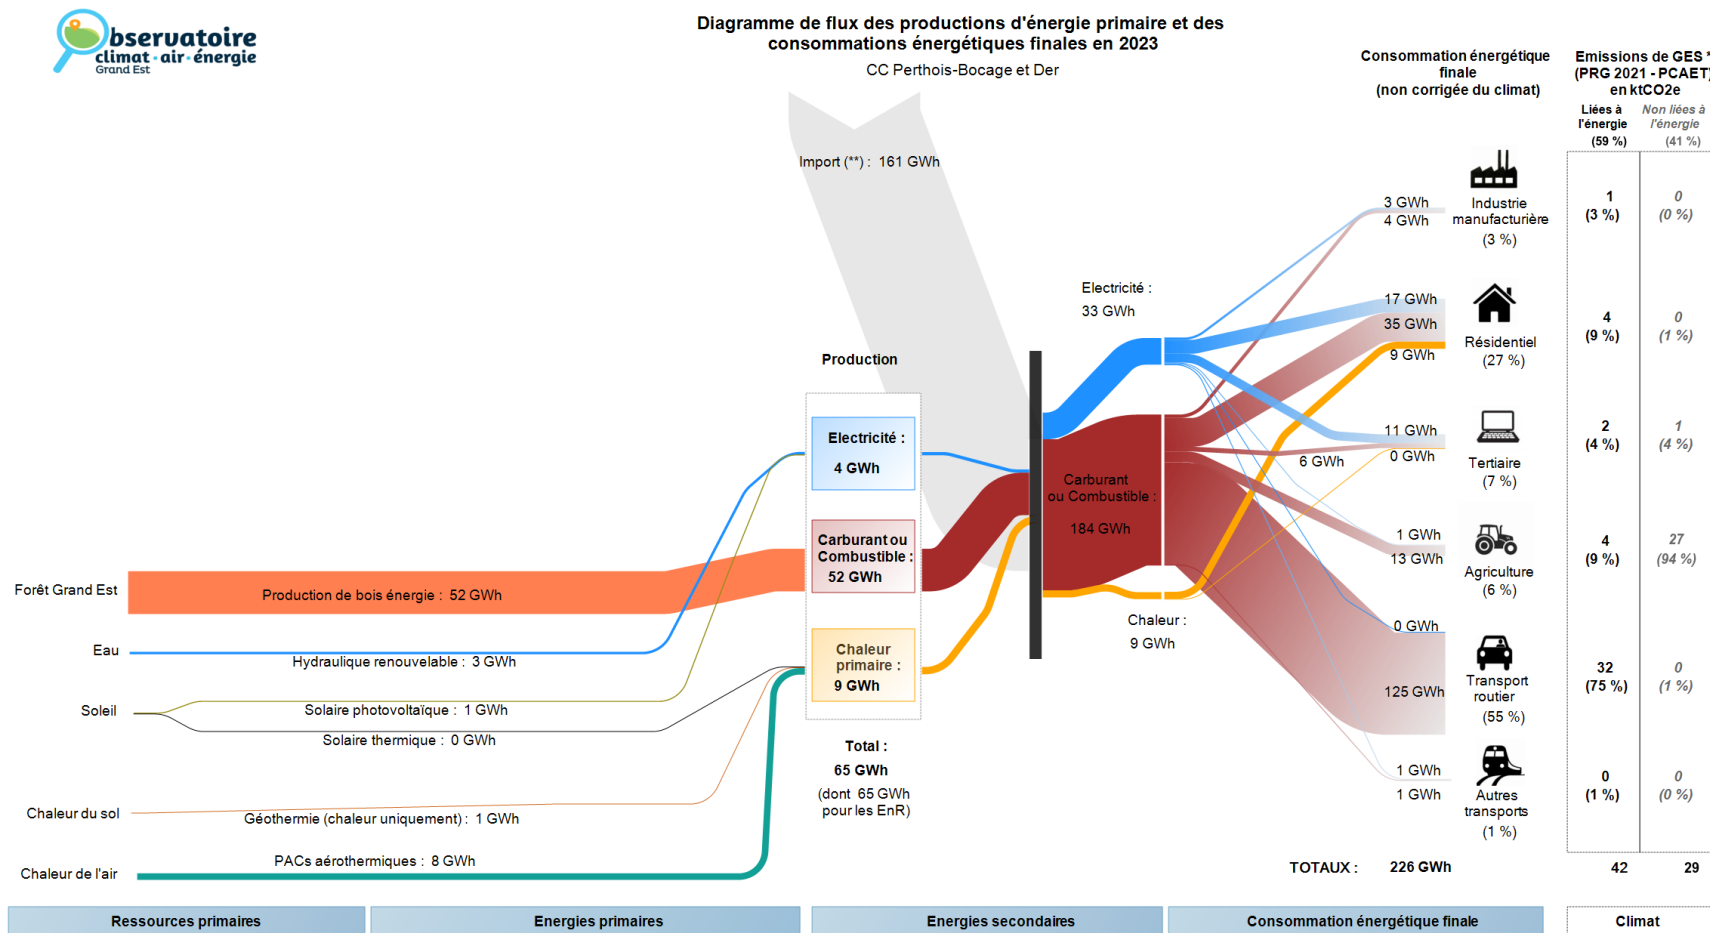 Observatoire
climat · air · énergie
Grand Est
Diagramme de flux des productions d'énergie primaire et des
consommations énergétiques finales en 2023
CC Perthois-Bocage et Der
Consommation énergétique
finale
(non corrigée du climat)
Emissions de GES *
(PRG 2021 - PCAET)
en ktCO2e
Liées à
l'énergie
(59 %)
Non liées à
l'énergie
(41 %)
Import (**) : 161 GWh
3 GWh
4 GWh
Industrie
manufacturière
(3 %)
1
(3 %)
0
(0 %)
Electricité :
33 GWh
17 GWh
35 GWh
9 GWh
Résidentiel
(27 %)
4
(9 %)
0
(1 %)
Production
Electricité :
4 GWh
Carburant ou
Combustible :
52 GWh
Chaleur
primaire :
9 GWh
Total :
65 GWh
(dont 65 GWh
pour les EnR)
Carburant
ou Combustible :
184 GWh
Chaleur :
9 GWh
11 GWh
6 GWh
0 GWh
Tertiaire
(7 %)
2
(4 %)
1
(4 %)
1 GWh
13 GWh
Agriculture
(6 %)
4
(9 %)
27
(94 %)
0 GWh
125 GWh
Transport
routier
(55 %)
32
(75 %)
0
(1 %)
1 GWh
1 GWh
Autres
transports
(1 %)
0
(1 %)
0
(0 %)
Forêt Grand Est
Production de bois énergie : 52 GWh
Eau
Hydraulique renouvelable : 3 GWh
Soleil
Solaire photovoltaïque : 1 GWh
Solaire thermique : 0 GWh
Chaleur du sol
Géothermie (chaleur uniquement) : 1 GWh
Chaleur de l'air
PACs aérothermiques : 8 GWh
TOTAUX : 226 GWh
42
29
Ressources primaires
Energies primaires
Energies secondaires
Consommation énergétique finale
Climat